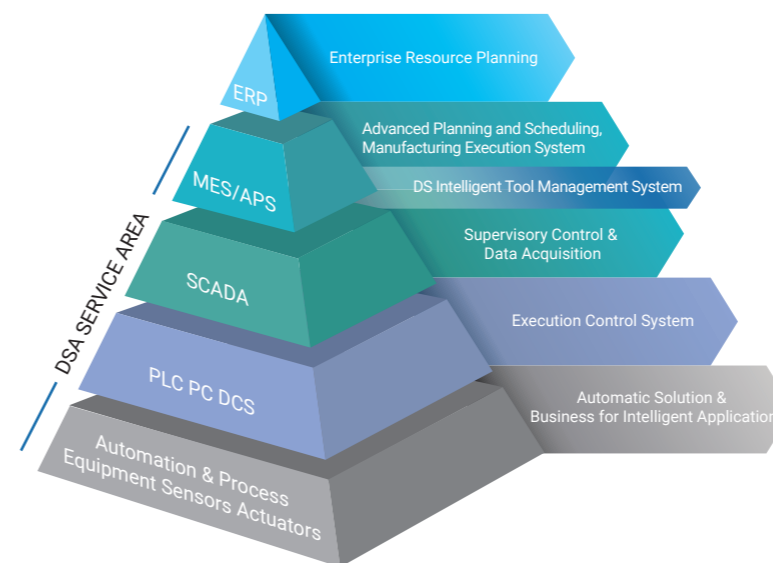 Enterprise Resource Planning
ERP
Advanced Planning and Scheduling,
Manufacturing Execution System
MES/APS
DS Intelligent Tool Management System
DSA SERVICE AREA
Supervisory Control &
Data Acquisition
SCADA
Execution Control System
PLC PC DCS
Automatic Solution &
Business for Intelligent Application
Automation & Process
Equipment Sensors Actuators